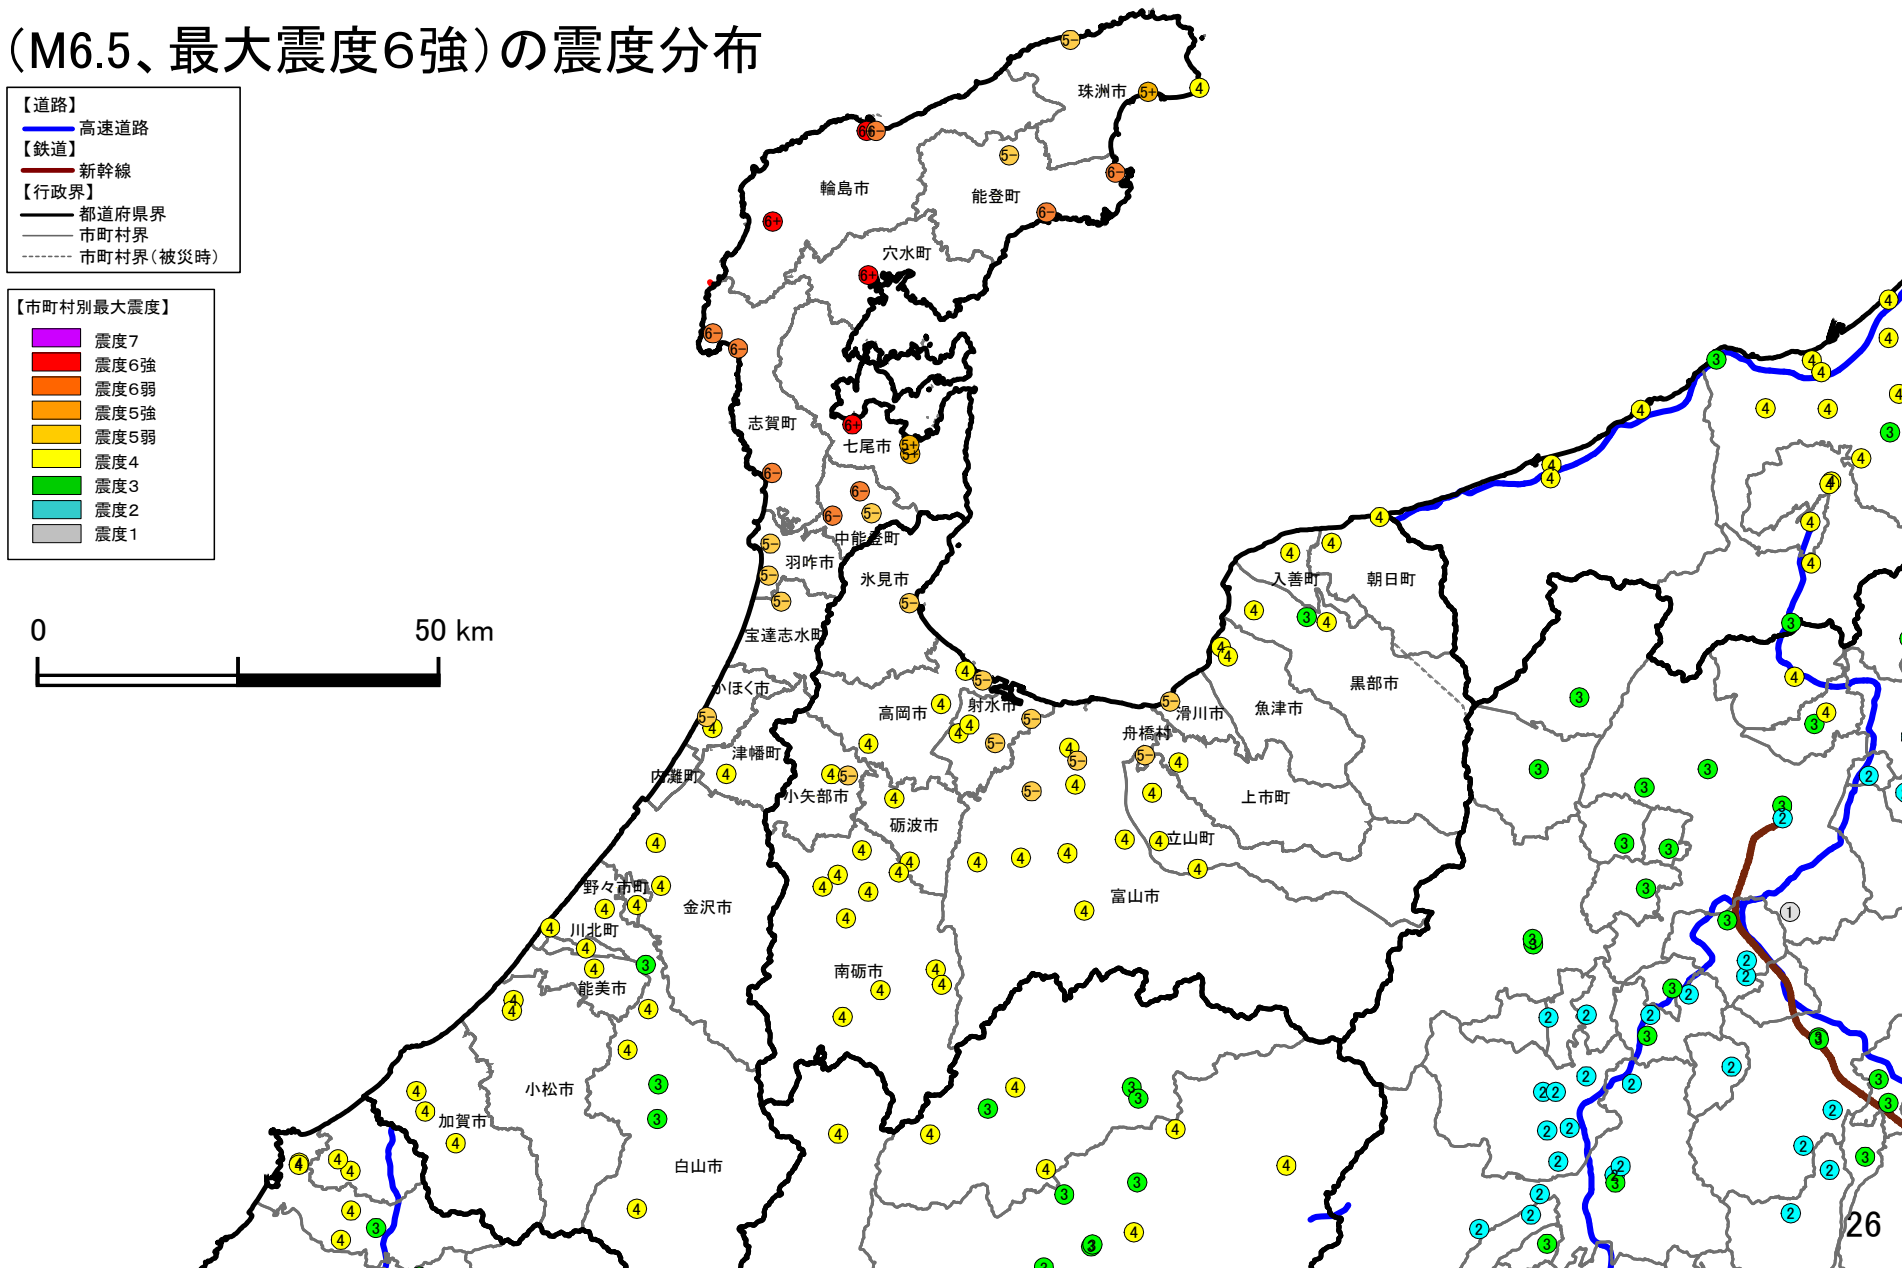 （M6.5、最大震度６強）の震度分布
【道路】
高速道路
【鉄道】
新幹線
【行政界】
都道府県界
市町村界
市町村界（被災時）
【市町村別最大震度】
震度７
震度６強
震度６弱
震度５強
震度５弱
震度４
震度３
震度２
震度１
0
50 km
珠洲市
輪島市
能登町
穴水町
志賀町
七尾市
中能登町
羽咋市
氷見市
宝達志水町
かほく市
津幡町
内灘町
高岡市
射水市
小矢部市
砺波市
入善町
朝日町
黒部市
魚津市
滑川市
舟橋村
上市町
立山町
富山市
野々市町
金沢市
川北町
能美市
南砺市
小松市
加賀市
白山市
26